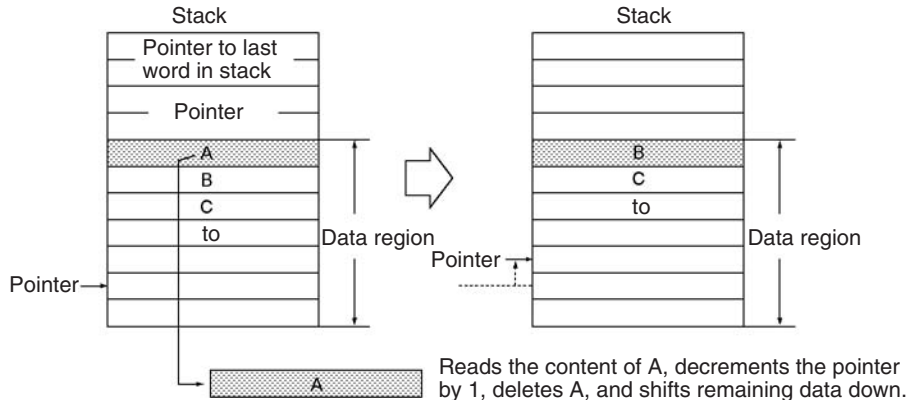 Stack
Pointer to last
word in stack
Pointer
A
B
C
to
Data region
Pointer
Stack
B
C
to
Data region
Pointer
A
Reads the content of A, decrements the pointer
by 1, deletes A, and shifts remaining data down.